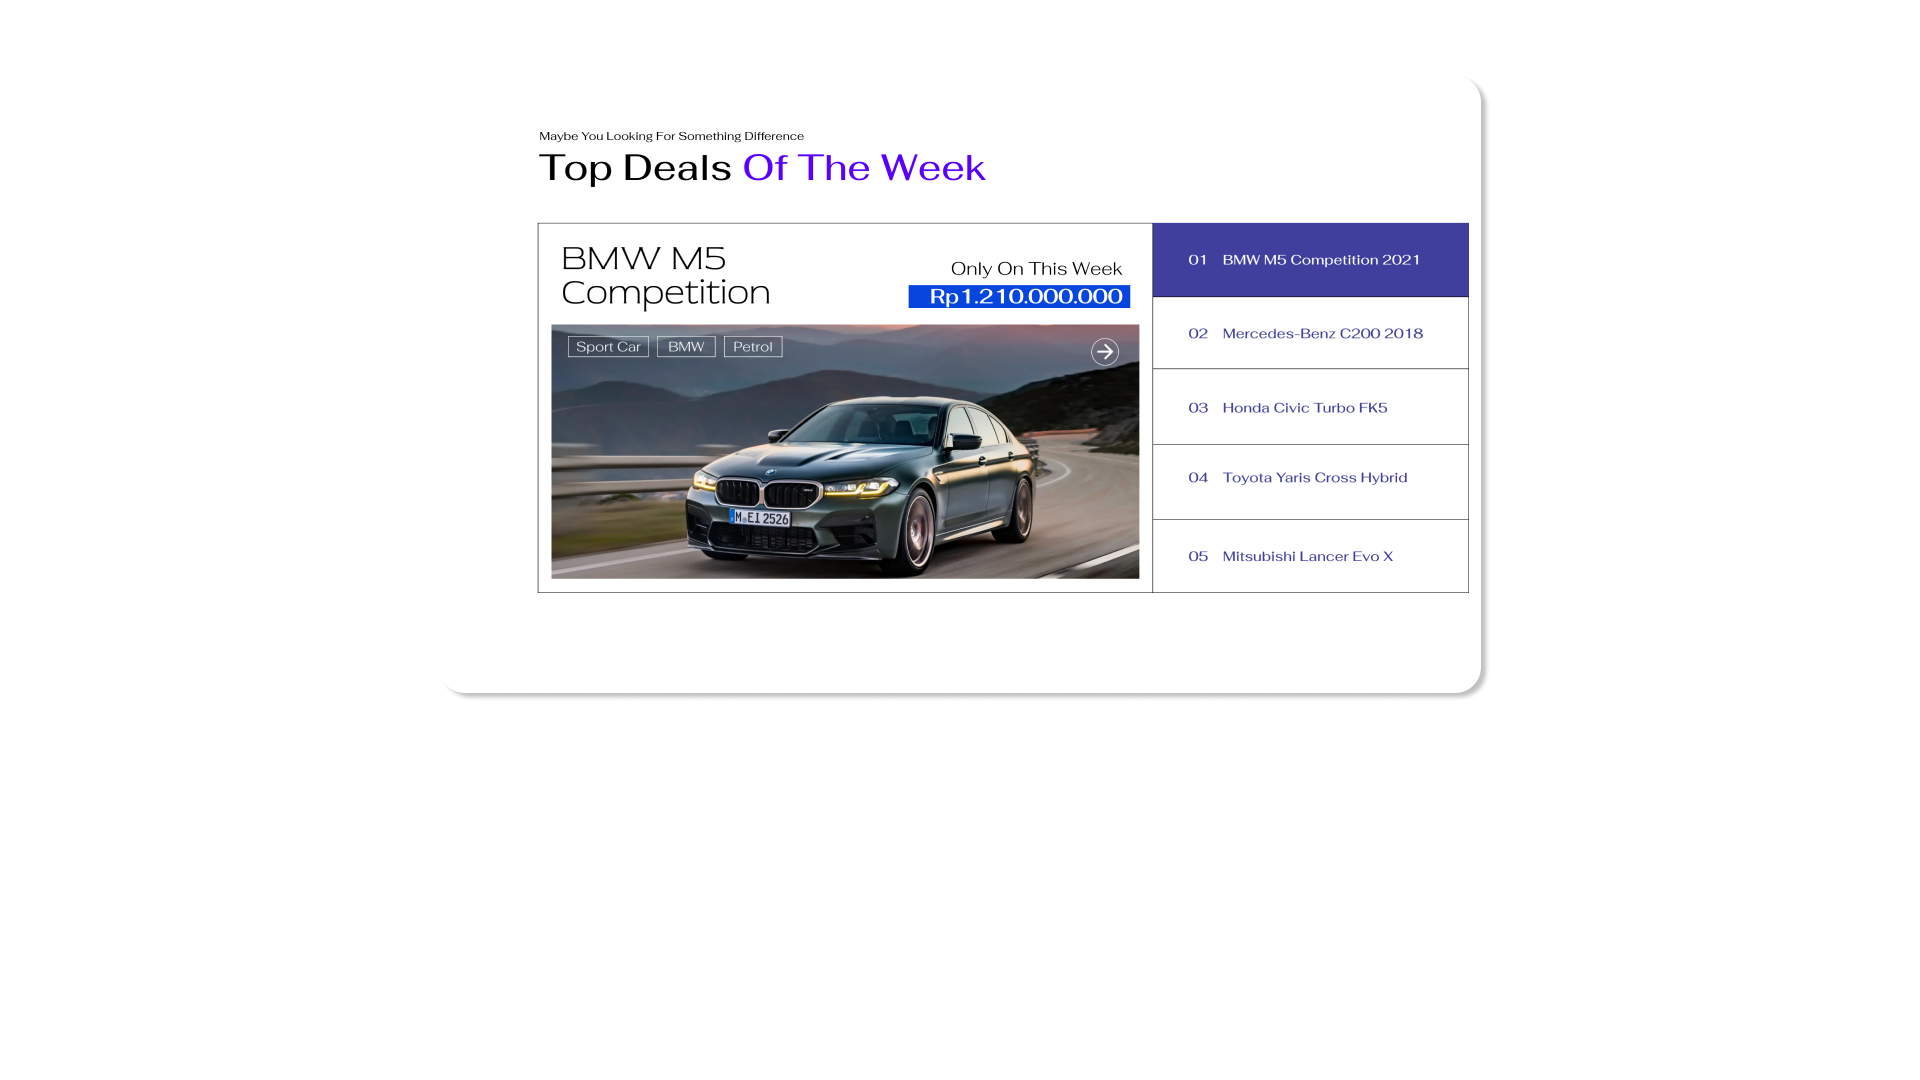 Maybe You Looking For Something Difference
Top Deals Of The Week
BMW M5
Competition
Only On This Week
Rp1.210.000.000
Sport Car
BMW
Petrol
M EI 2526
01 BMW M5 Competition 2021
02 Mercedes-Benz C200 2018
03 Honda Civic Turbo FK5
04 Toyota Yaris Cross Hybrid
05 Mitsubishi Lancer Evo X